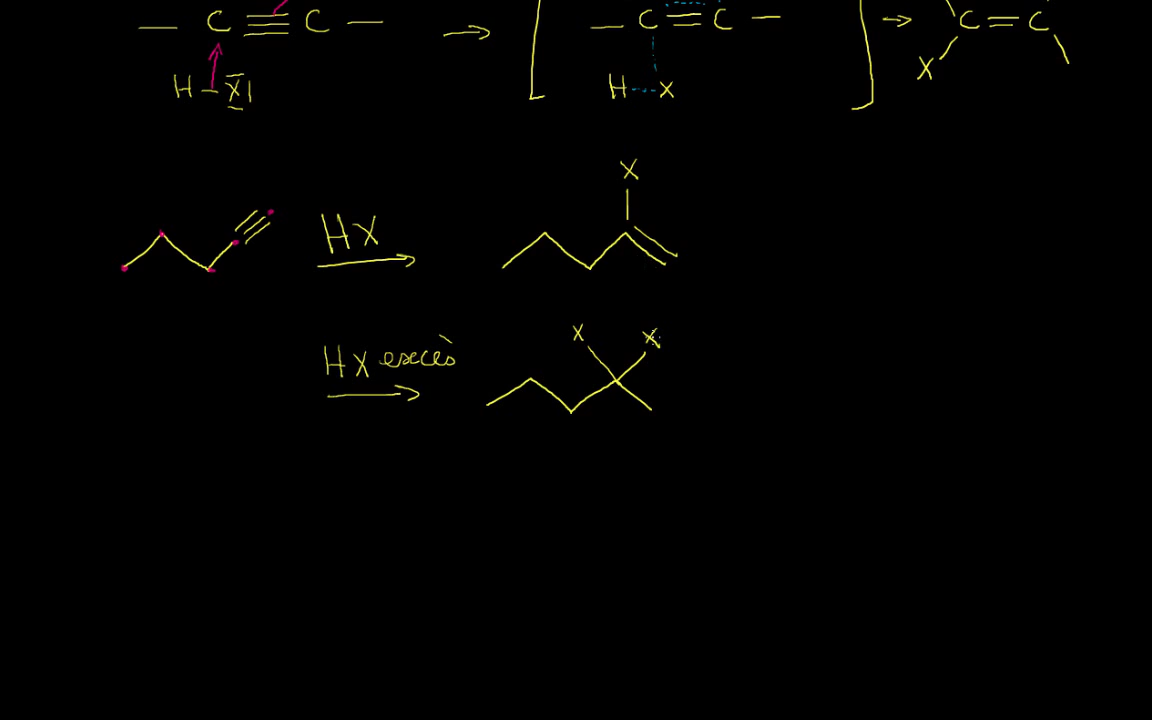 — C ≡ C — → [ — C = C — ] → C = C
H – X| H --- X X
X
HX
X X
HX excès